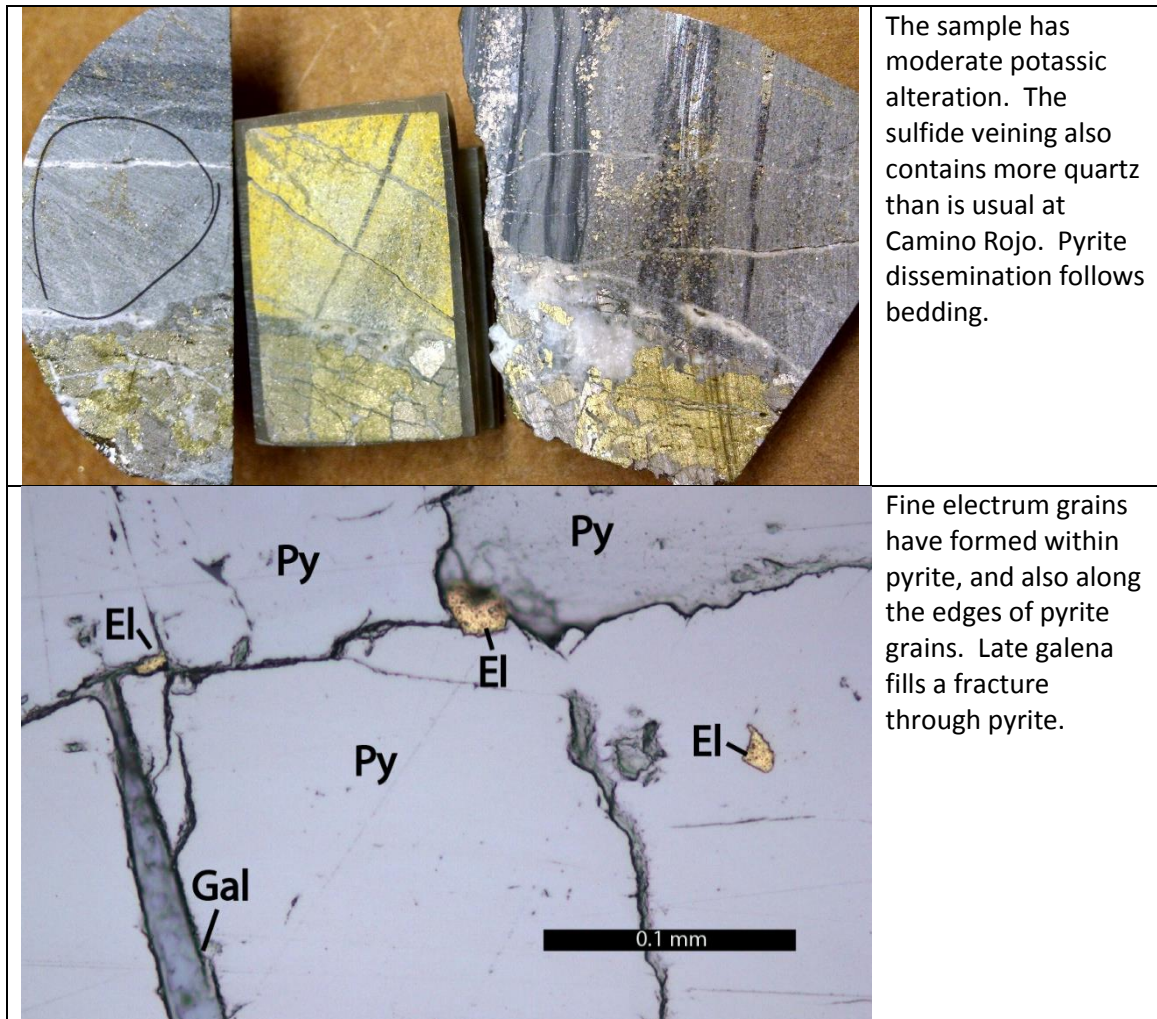 The sample has
moderate potassic
alteration. The
sulfide veining also
contains more quartz
than is usual at
Camino Rojo. Pyrite
dissemination follows
bedding.
Py
Py
El
El
El
Py
Gal
0.1 mm
Fine electrum grains
have formed within
pyrite, and also along
the edges of pyrite
grains. Late galena
fills a fracture
through pyrite.